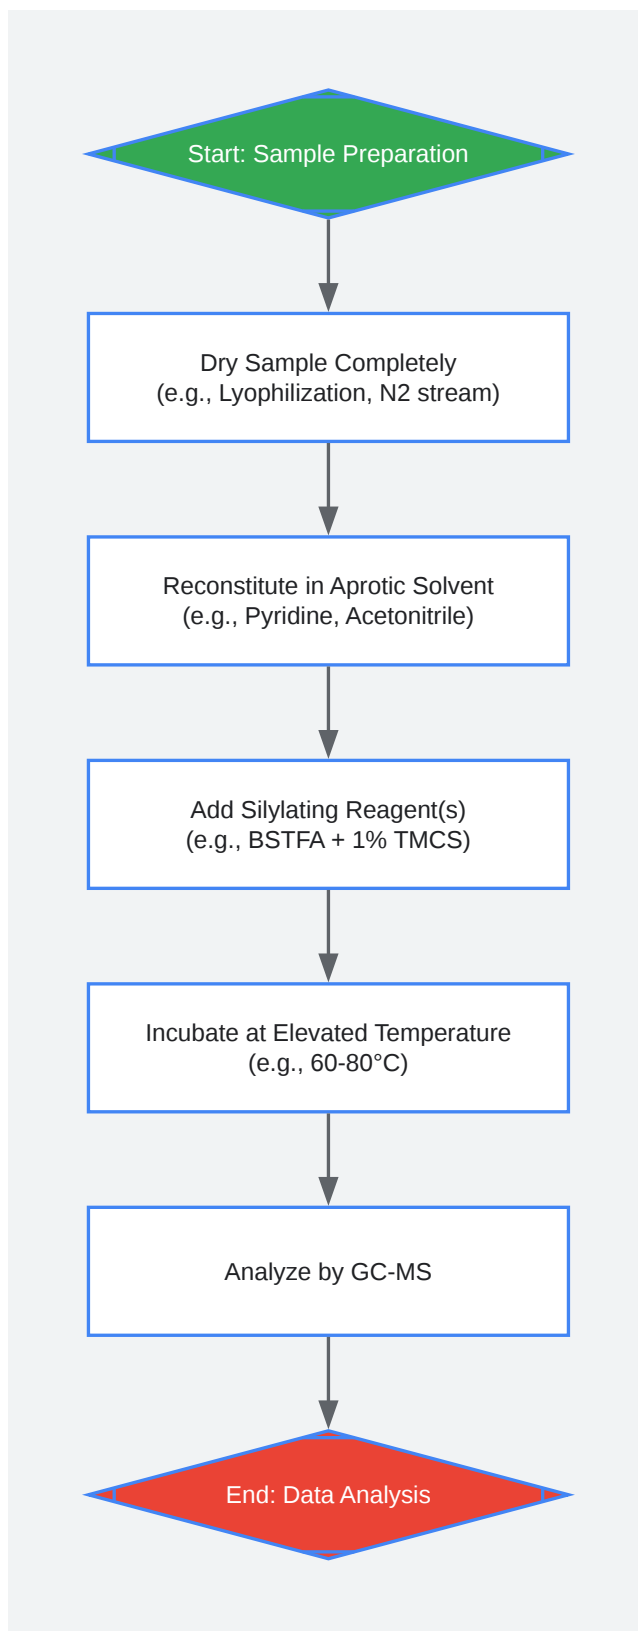 Start: Sample Preparation
Dry Sample Completely
(e.g., Lyophilization, N2 stream)
Reconstitute in Aprotic Solvent
(e.g., Pyridine, Acetonitrile)
Add Silylating Reagent(s)
(e.g., BSTFA + 1% TMCS)
Incubate at Elevated Temperature
(e.g., 60-80°C)
Analyze by GC-MS
End: Data Analysis